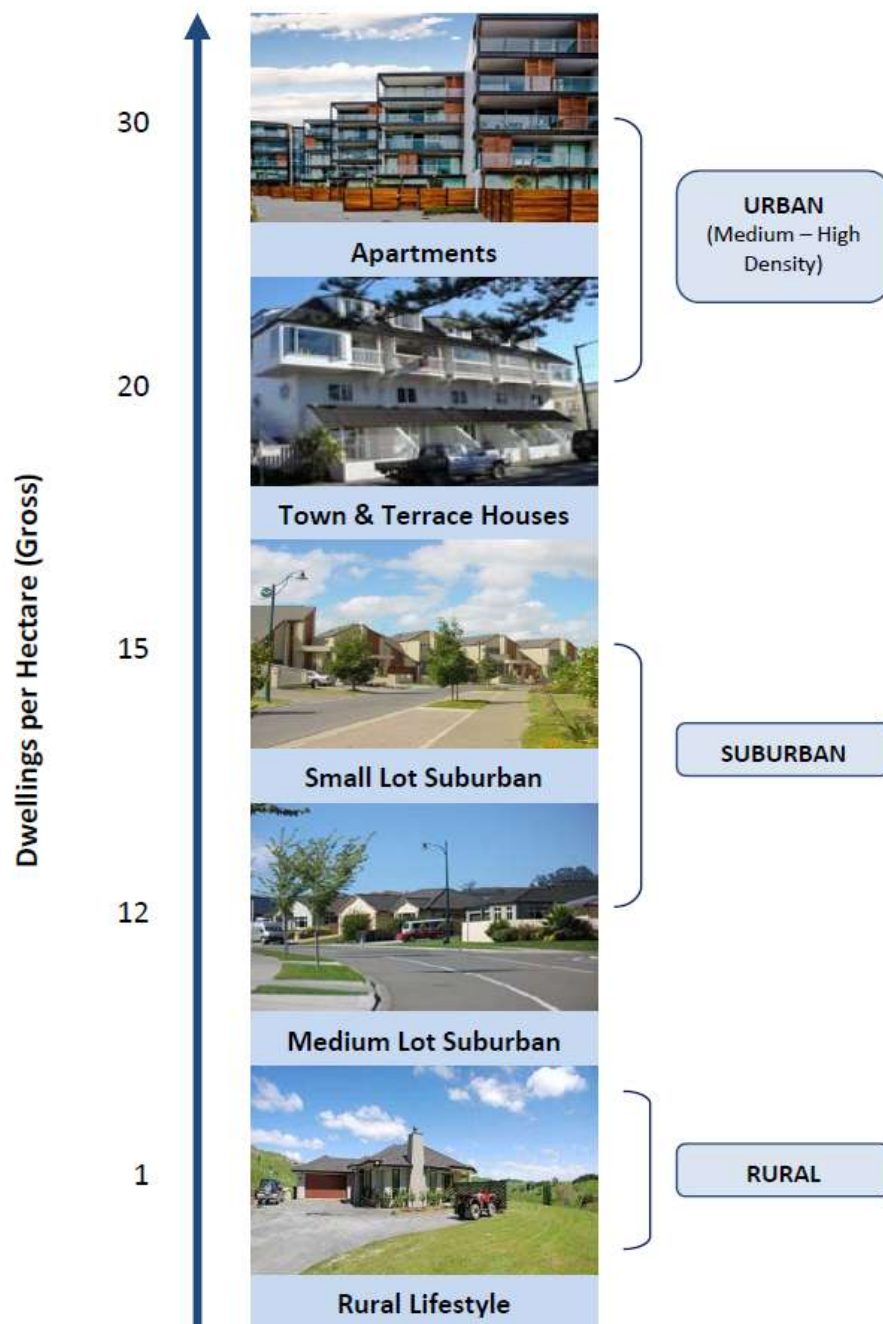 30
URBAN
(Medium – High
Density)
Apartments
20
Town & Terrace Houses
Dwellings per Hectare (Gross)
15
SUBURBAN
Small Lot Suburban
12
Medium Lot Suburban
1
RURAL
Rural Lifestyle